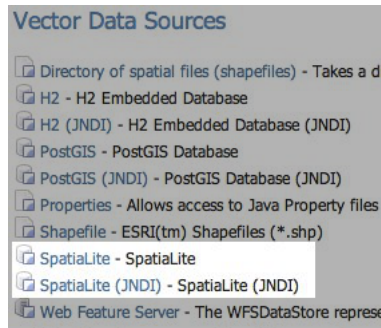 Vector Data Sources
Directory of spatial files (shapefiles) - Takes a d
H2 - H2 Embedded Database
H2 (JNDI) - H2 Embedded Database (JNDI)
PostGIS - PostGIS Database
PostGIS (JNDI) - PostGIS Database (JNDI)
Properties - Allows access to Java Property files
Shapefile - ESRI(tm) Shapefiles (*.shp)
SpatiaLite - SpatiaLite
SpatiaLite (JNDI) - SpatiaLite (JNDI)
Web Feature Server - The WFSDataStore represe